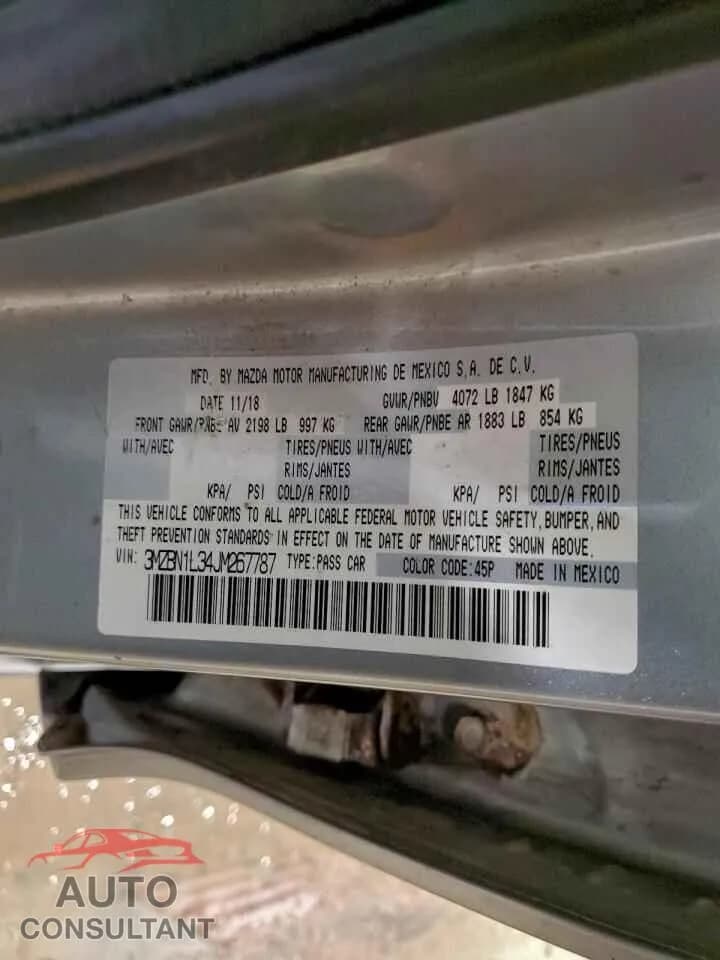 MFD. BY MAZDA MOTOR MANUFACTURING DE MEXICO S.A. DE C.V.
DATE 11/18 GVWR/PNBV 4072 LB 1847 KG
FRONT GAWR/PNBE AV 2198 LB 997 KG REAR GAWR/PNBE AR 1883 LB 854 KG
WITH/AVEC TIRES/PNEUS WITH/AVEC TIRES/PNEUS
RIMS/JANTES RIMS/JANTES
KPA/ PSI COLD/A FROID KPA/ PSI COLD/A FROID
THIS VEHICLE CONFORMS TO ALL APPLICABLE FEDERAL MOTOR VEHICLE SAFETY, BUMPER, AND
THEFT PREVENTION STANDARDS IN EFFECT ON THE DATE OF MANUFACTURE SHOWN ABOVE.
VIN: 3MZBN1L34JM267787 TYPE:PASS CAR COLOR CODE:45P MADE IN MEXICO
AUTO
CONSULTANT